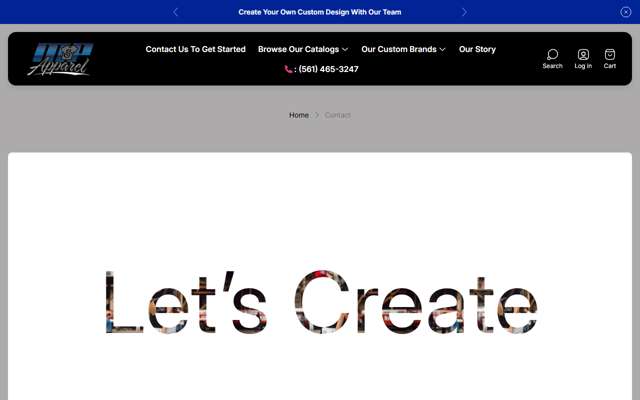 Create Your Own Custom Design With Our Team
Apparel
Contact Us To Get Started
Browse Our Catalogs
Our Custom Brands
Our Story
: (561) 465-3247
Search
Log in
Cart
Home
Contact
Let's Create